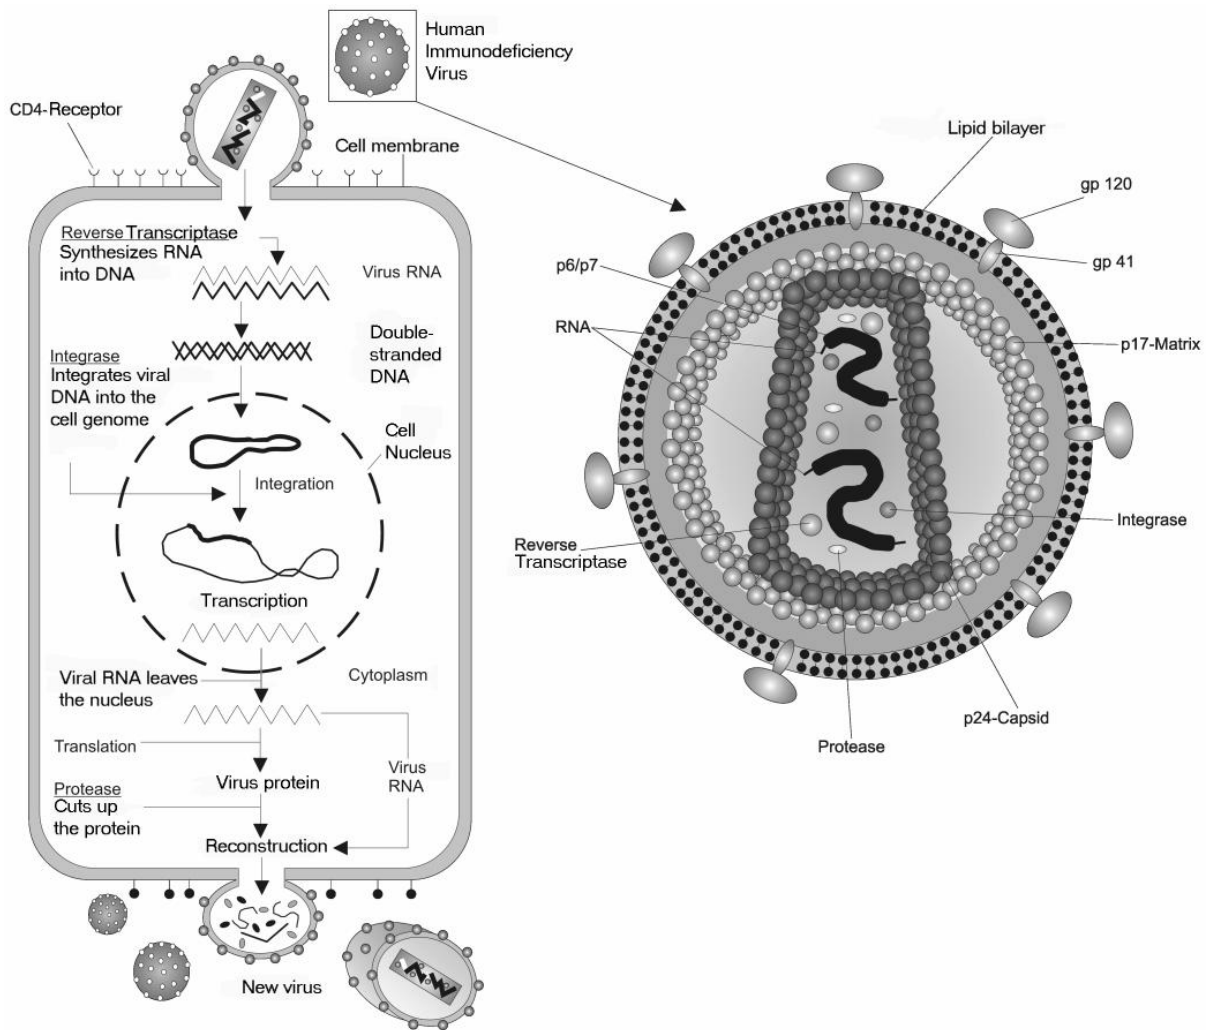 Human
Immunodeficiency
Virus
CD4-Receptor
Cell membrane
Reverse Transcriptase
Synthesizes RNA
into DNA
Virus RNA
Double-
stranded
DNA
Integrase
Integrates viral
DNA into the
cell genome
Cell
Nucleus
Integration
Transcription
Viral RNA leaves
the nucleus
Cytoplasm
Translation
Virus protein
Virus
RNA
Protease
Cuts up
the protein
Reconstruction
New virus
Lipid bilayer
gp 120
gp 41
p6/p7
RNA
p17-Matrix
Integrase
Reverse
Transcriptase
p24-Capsid
Protease